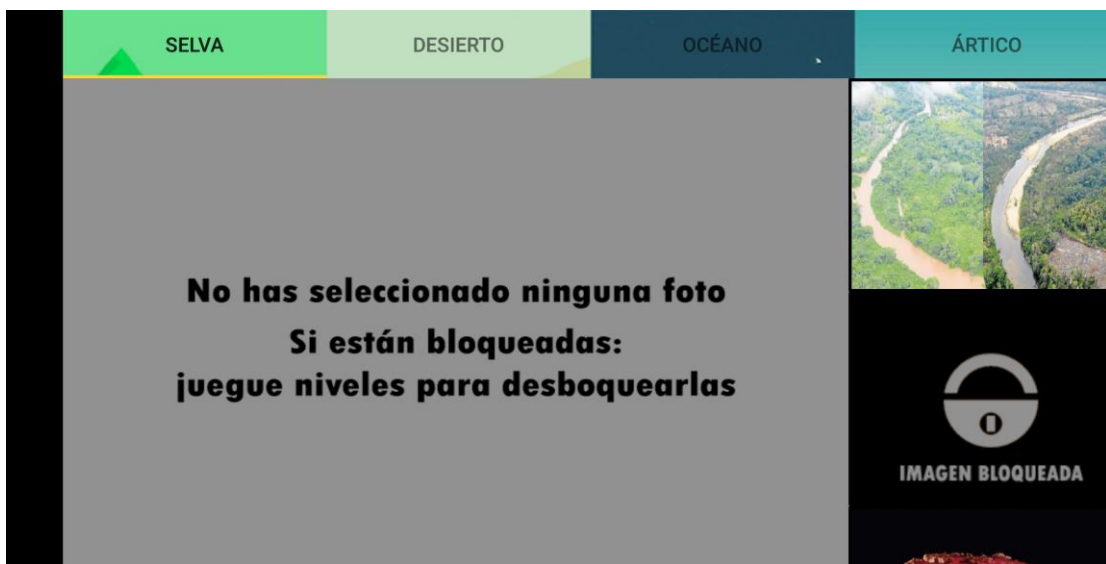 SELVA
DESIERTO
OCÉANO
ÁRTICO
No has seleccionado ninguna foto
Si están bloqueadas:
juegue niveles para desboquearlas
IMAGEN BLOQUEADA